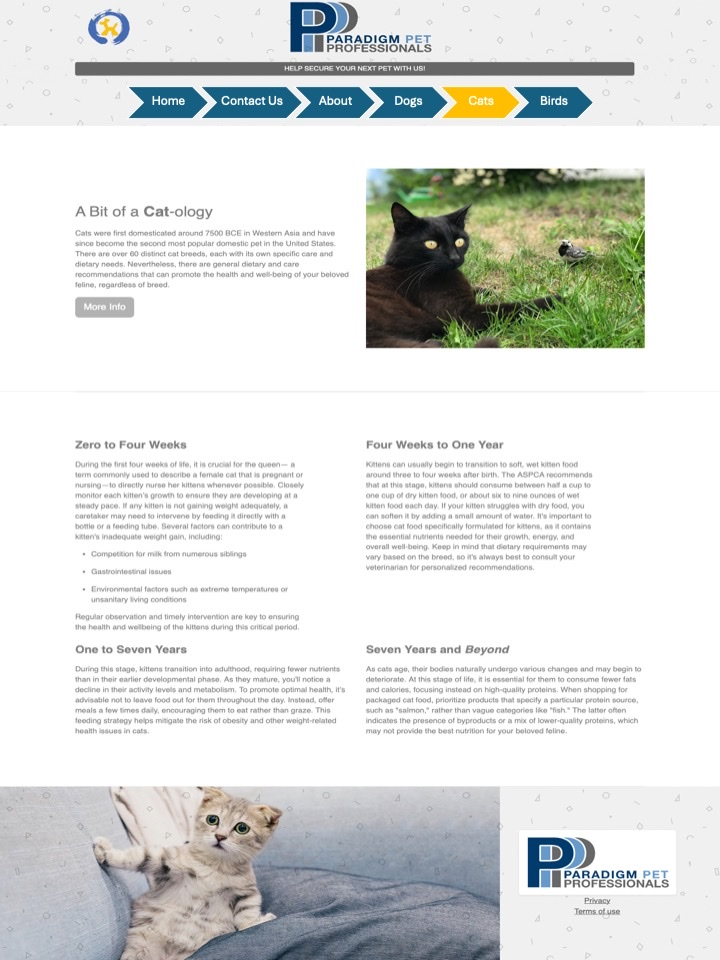 PARADIGM PET
PROFESSIONALS
HELP SECURE YOUR NEXT PET WITH US!
Home
Contact Us
About
Dogs
Cats
Birds
A Bit of a Cat-ology
Cats were first domesticated around 7500 BCE in Western Asia and have
since become the second most popular domestic pet in the United States.
There are over 60 distinct cat breeds, each with its own specific care and
dietary needs. Nevertheless, there are general dietary and care
recommendations that can promote the health and well-being of your beloved
feline, regardless of breed.
More Info
Zero to Four Weeks
During the first four weeks of life, it is crucial for the queen— a
term commonly used to describe a female cat that is pregnant or
nursing—to directly nurse her kittens whenever possible. Closely
monitor each kitten's growth to ensure they are developing at a
steady pace. If any kitten is not gaining weight adequately, a
caretaker may need to intervene by feeding it directly with a
bottle or a feeding tube. Several factors can contribute to a
kitten's inadequate weight gain, including:
• Competition for milk from numerous siblings
• Gastrointestinal issues
• Environmental factors such as extreme temperatures or
unsanitary living conditions
Regular observation and timely intervention are key to ensuring
the health and wellbeing of the kittens during this critical period.
Four Weeks to One Year
Kittens can usually begin to transition to soft, wet kitten food
around three to four weeks after birth. The ASPCA recommends
that at this stage, kittens should consume between half a cup to
one cup of dry kitten food, or about six to nine ounces of wet
kitten food each day. If your kitten struggles with dry food, you
can soften it by adding a small amount of water. It's important to
choose cat food specifically formulated for kittens, as it contains
the essential nutrients needed for their growth, energy, and
overall well-being. Keep in mind that dietary requirements may
vary based on the breed, so it's always best to consult your
veterinarian for personalized recommendations.
One to Seven Years
During this stage, kittens transition into adulthood, requiring fewer nutrients
than in their earlier developmental phase. As they mature, you'll notice a
decline in their activity levels and metabolism. To promote optimal health, it's
advisable not to leave food out for them throughout the day. Instead, offer
meals a few times daily, encouraging them to eat rather than graze. This
feeding strategy helps mitigate the risk of obesity and other weight-related
health issues in cats.
Seven Years and Beyond
As cats age, their bodies naturally undergo various changes and may begin to
deteriorate. At this stage of life, it is essential for them to consume fewer fats
and calories, focusing instead on high-quality proteins. When shopping for
packaged cat food, prioritize products that specify a particular protein source,
such as "salmon," rather than vague categories like "fish." The latter often
indicates the presence of byproducts or a mix of lower-quality proteins, which
may not provide the best nutrition for your beloved feline.
PARADIGM PET
PROFESSIONALS
Privacy
Terms of use